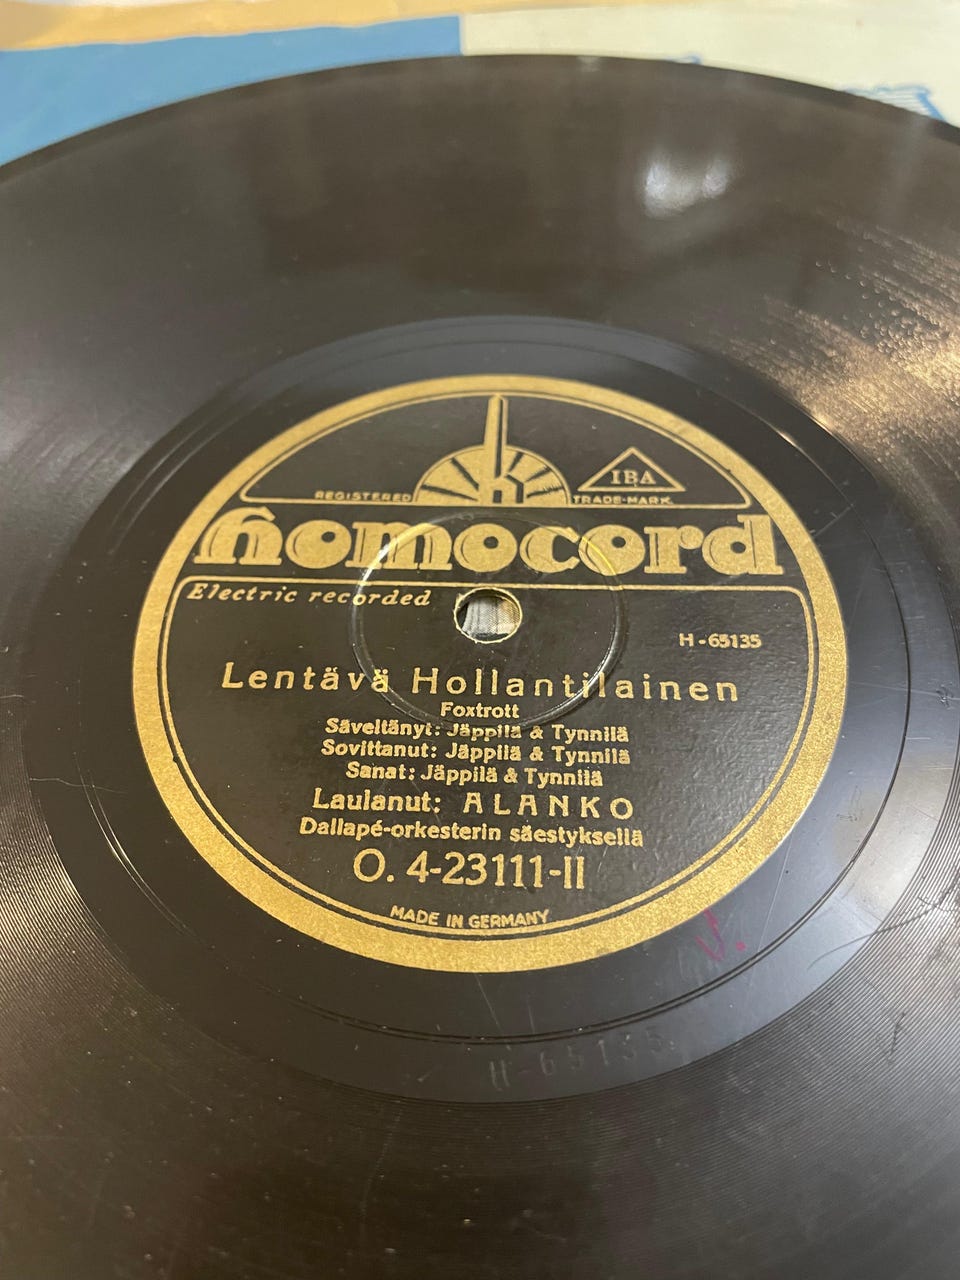 IBA
REGISTERED TRADE-MARK
homocord
Electric recorded
H-65135
Lentävä Hollantilainen
Foxtrott
Säveltänyt: Jäppilä & Tynnilä
Sovittanut: Jäppilä & Tynnilä
Sanat: Jäppilä & Tynnilä
Laulanut: ALANKO
Dallapé-orkesterin säestyksellä
O. 4-23111-II
MADE IN GERMANY
H-65135